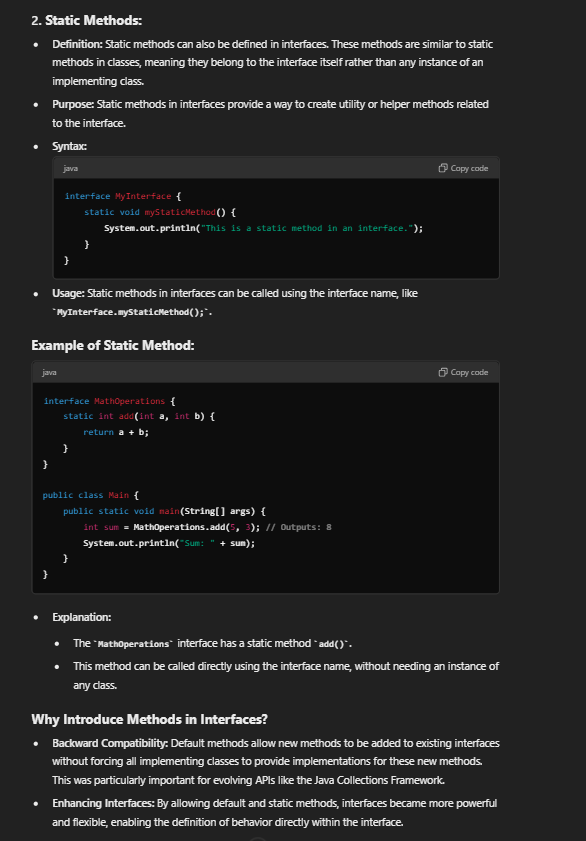 2. Static Methods:
• Definition: Static methods can also be defined in interfaces. These methods are similar to static
methods in classes, meaning they belong to the interface itself rather than any instance of an
implementing class.
• Purpose: Static methods in interfaces provide a way to create utility or helper methods related
to the interface.
• Syntax:
java Copy code
interface MyInterface {
    static void myStaticMethod() {
        System.out.println("This is a static method in an interface.");
    }
}
• Usage: Static methods in interfaces can be called using the interface name, like
`MyInterface.myStaticMethod();`.
Example of Static Method:
java Copy code
interface MathOperations {
    static int add(int a, int b) {
        return a + b;
    }
}
public class Main {
    public static void main(String[] args) {
        int sum = MathOperations.add(5, 3); // Outputs: 8
        System.out.println("Sum: " + sum);
    }
}
• Explanation:
• The `MathOperations` interface has a static method `add()`.
• This method can be called directly using the interface name, without needing an instance of
any class.
Why Introduce Methods in Interfaces?
• Backward Compatibility: Default methods allow new methods to be added to existing interfaces
without forcing all implementing classes to provide implementations for these new methods.
This was particularly important for evolving APIs like the Java Collections Framework.
• Enhancing Interfaces: By allowing default and static methods, interfaces became more powerful
and flexible, enabling the definition of behavior directly within the interface.